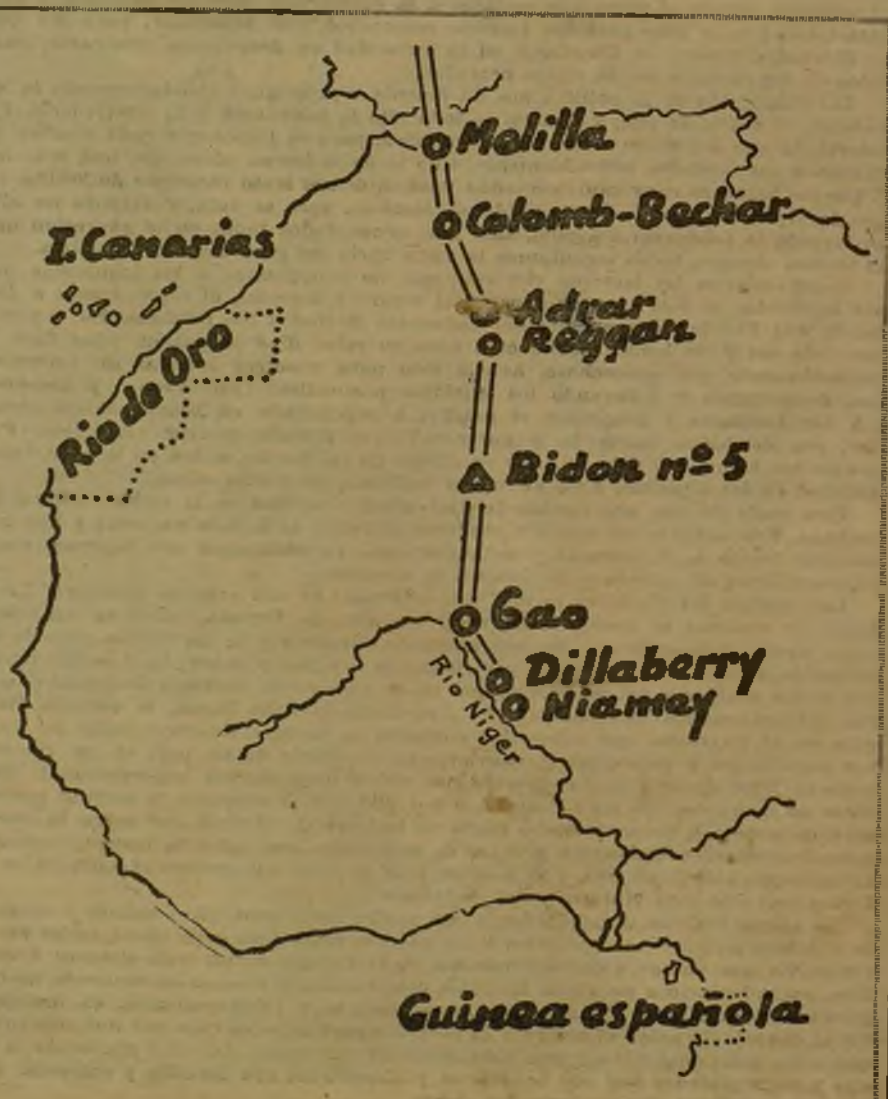 Melilla
Colomb-Bechar
I. Canarias
Adrar
Reggan
Rio de Oro
Bidon nº 5
Gao
Rio Niger
Dillaberry
Niamey
Guinea española